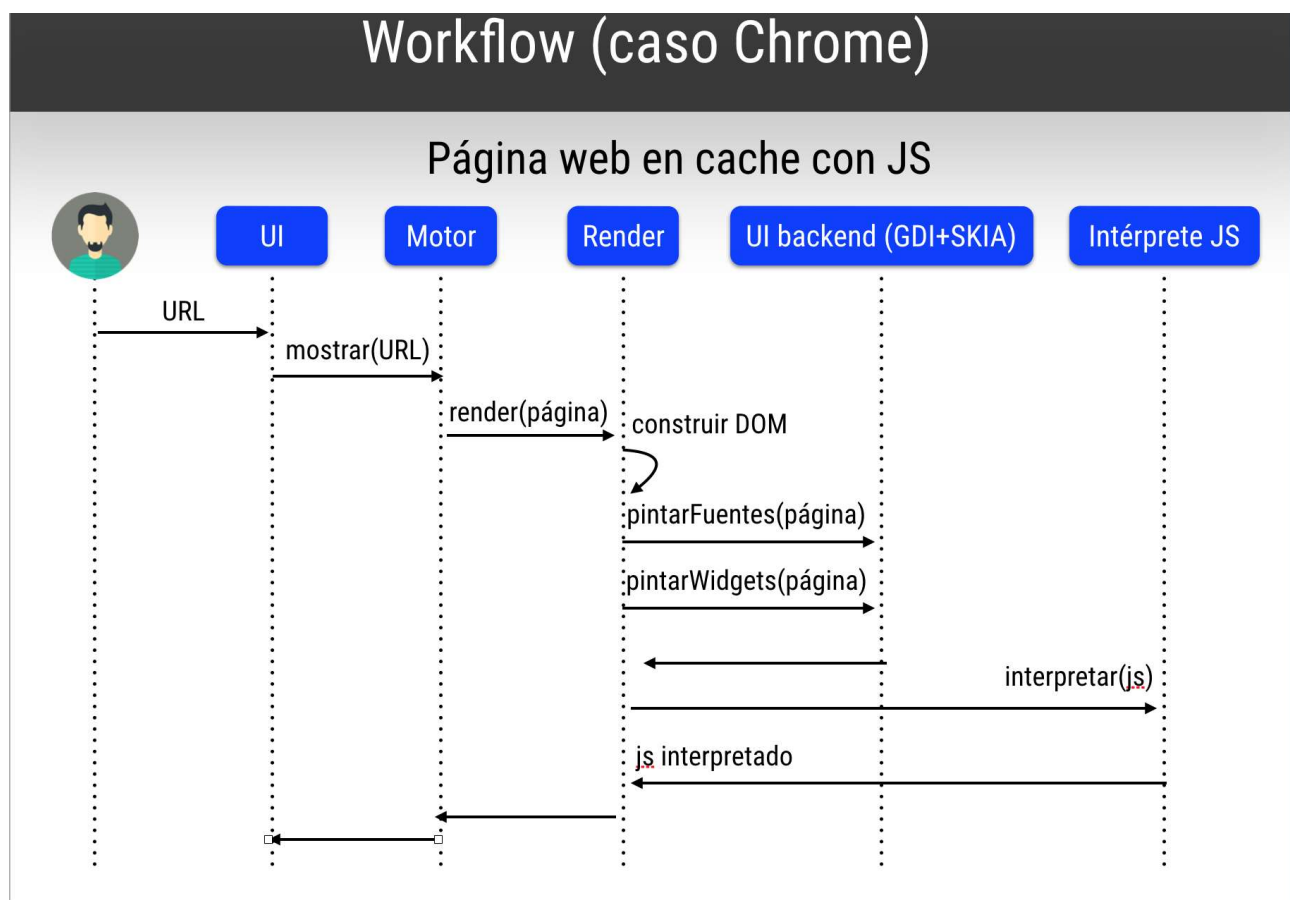 Workflow (caso Chrome)
Página web en cache con JS
UI
Motor
Render
UI backend (GDI+SKIA)
Intérprete JS
URL
mostrar(URL)
render(página)
construir DOM
pintarFuentes(página)
pintarWidgets(página)
interpretar(js)
js interpretado